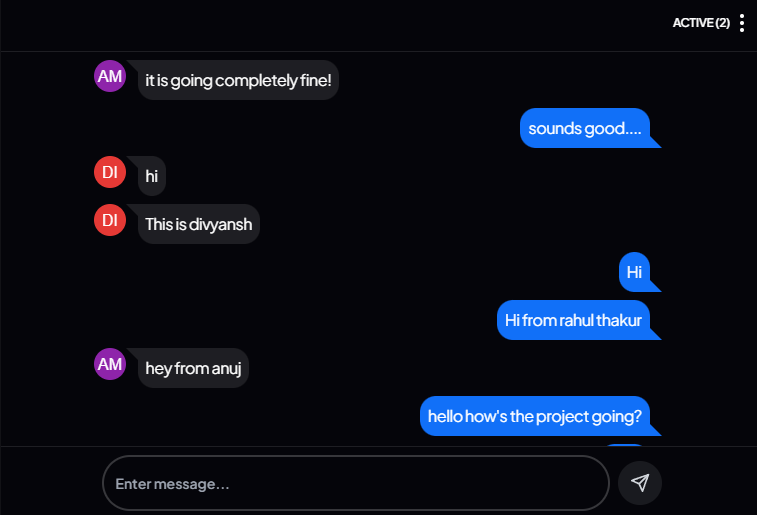 ACTIVE (2)
AM
it is going completely fine!
sounds good....
DI
hi
DI
This is divyansh
Hi
Hi from rahul thakur
AM
hey from anuj
hello how's the project going?
Enter message...